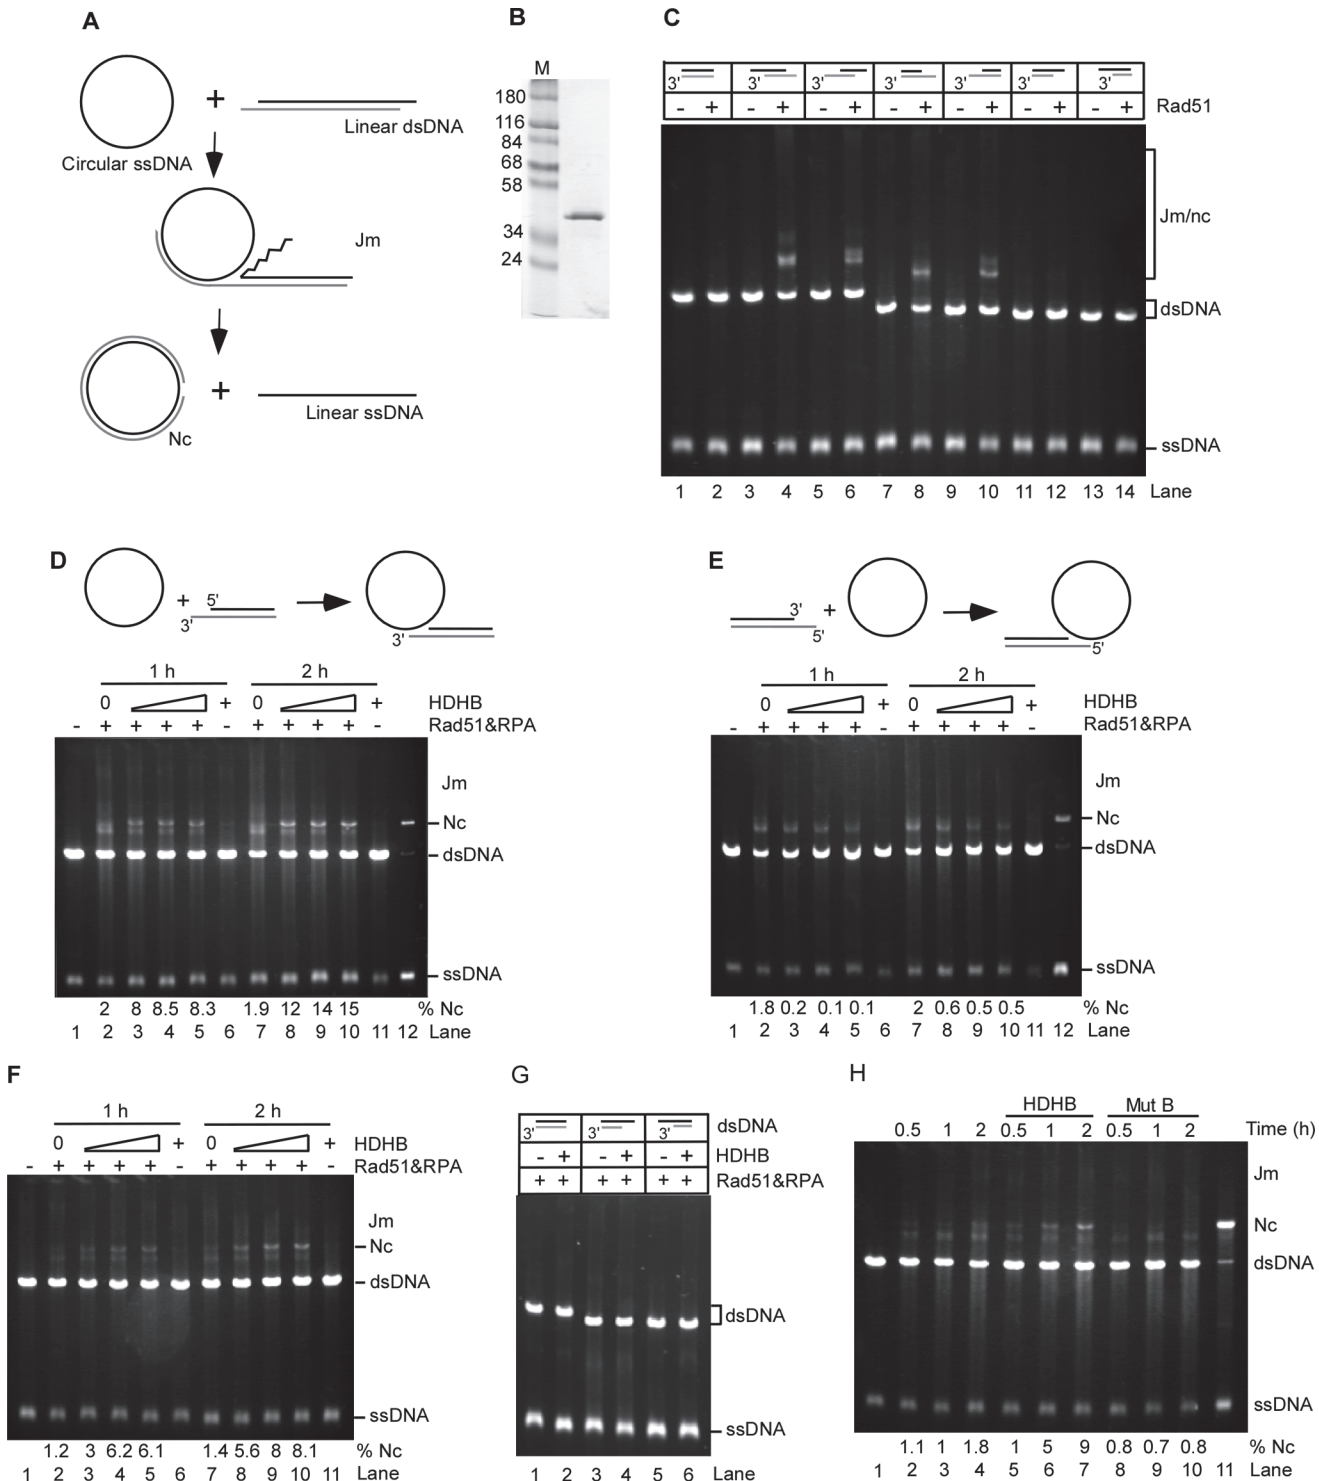 A
+
Linear dsDNA
Circular ssDNA
Jm
+
Linear ssDNA
Nc
B
M
180
116
84
68
58
34
24
C
3' 3' 3' 3' 3' 3' 3'
- + - + - + - + - + - + - + Rad51
Jm/nc
dsDNA
ssDNA
1 2 3 4 5 6 7 8 9 10 11 12 13 14 Lane
D
+ 5'
3'
3'
1 h 2 h
0 + 0 + HDHB
- + + + + - + + + + - Rad51&RPA
Jm
Nc
dsDNA
ssDNA
2 8 8.5 8.3 1.9 12 14 15 % Nc
1 2 3 4 5 6 7 8 9 10 11 12 Lane
E
3' +
5'
5'
1 h 2 h
0 + 0 + HDHB
- + + + + - + + + + - Rad51&RPA
Jm
Nc
dsDNA
ssDNA
1.8 0.2 0.1 0.1 2 0.6 0.5 0.5 % Nc
1 2 3 4 5 6 7 8 9 10 11 12 Lane
F
1 h 2 h
0 + 0 + HDHB
- + + + + - + + + + - Rad51&RPA
Jm
Nc
dsDNA
ssDNA
1.2 3 6.2 6.1 1.4 5.6 8 8.1 % Nc
1 2 3 4 5 6 7 8 9 10 11 Lane
G
3' 3' 3' dsDNA
- + - + - + HDHB
+ + + + + + Rad51&RPA
dsDNA
ssDNA
1 2 3 4 5 6 Lane
H
HDHB Mut B
0.5 1 2 0.5 1 2 0.5 1 2 Time (h)
Jm
Nc
dsDNA
ssDNA
1.1 1 1.8 1 5 9 0.8 0.7 0.8 % Nc
1 2 3 4 5 6 7 8 9 10 11 Lane